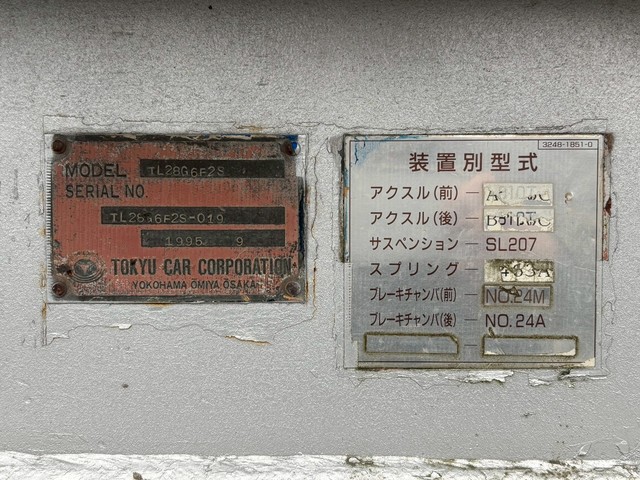 MODEL TL28G6F2S
SERIAL NO.
TL28G6F2S-019
1995 9
TOKYU CAR CORPORATION
YOKOHAMA OMIYA OSAKA
3248-1851-0
装置別型式
アクスル(前)－
アクスル(後)－
サスペンション－SL207
スプリング－
ブレーキチャンバ(前)－NO.24M
ブレーキチャンバ(後)－NO.24A